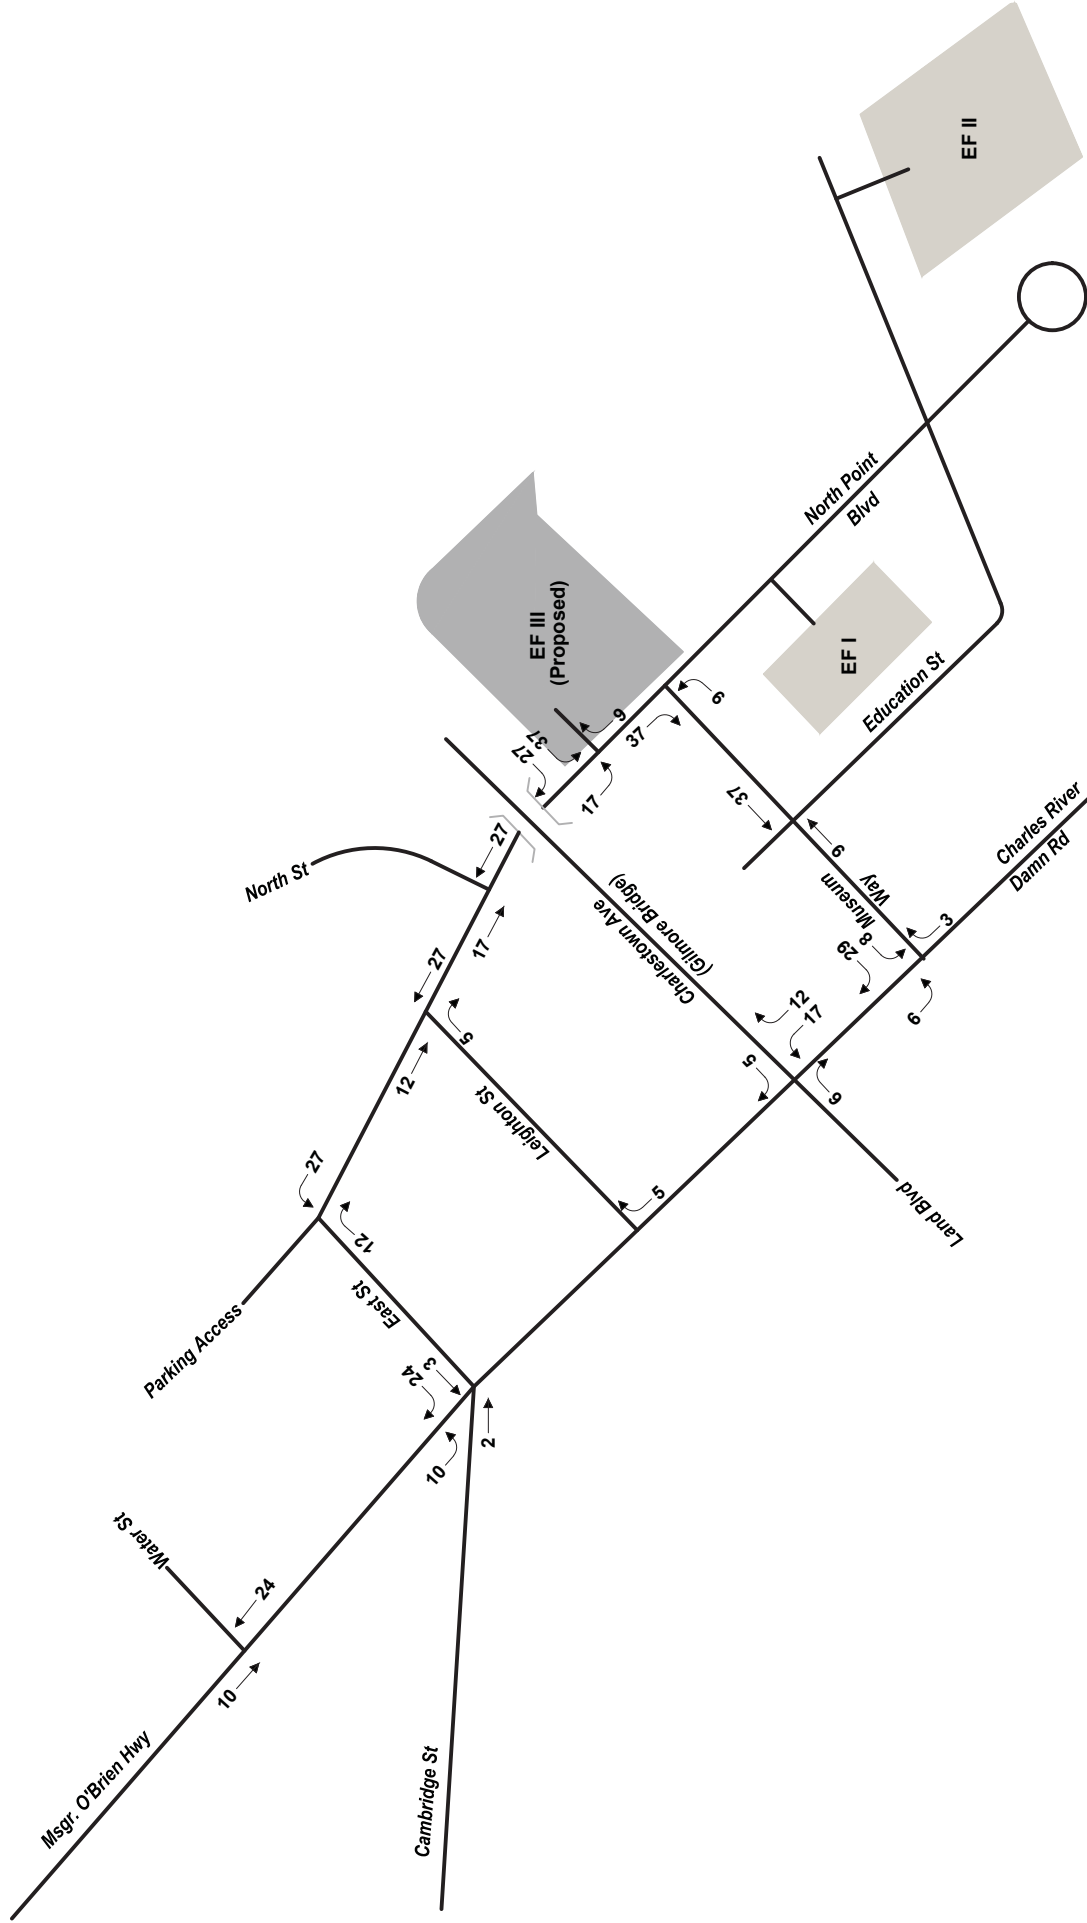 EF II
North Point
Blvd
EF III
(Proposed)
EF I
Education St
9
37
9
37
27
17
37
9
Charles River
Damn Rd
Museum
Way
3
8
29
6
North St
27
17
Charlestown Ave
(Gilmore Bridge)
12
17
5
6
27
5
12
Leighton St
5
Land Blvd
27
12
East St
Parking Access
3
24
10
2
Water St
24
10
Msgr. O'Brien Hwy
Cambridge St